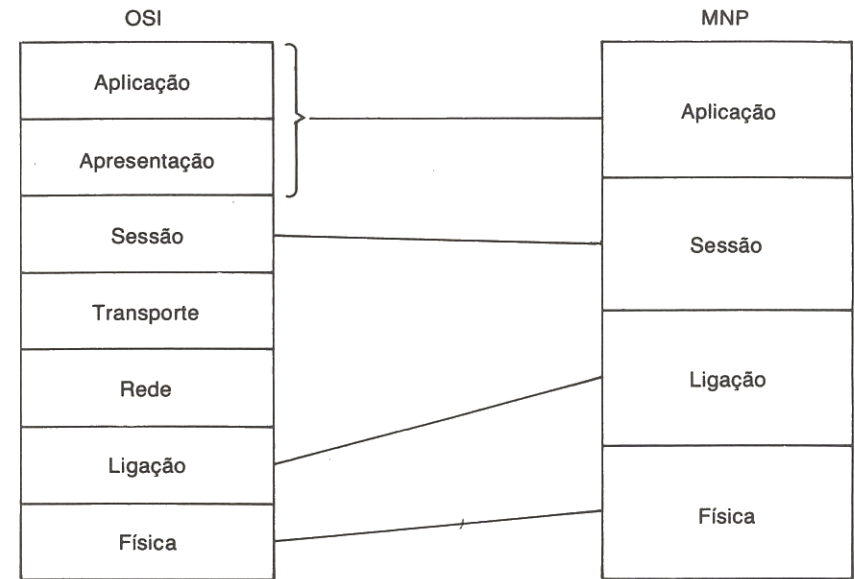 OSI
Aplicação
Apresentação
Sessão
Transporte
Rede
Ligação
Física
MNP
Aplicação
Sessão
Ligação
Física